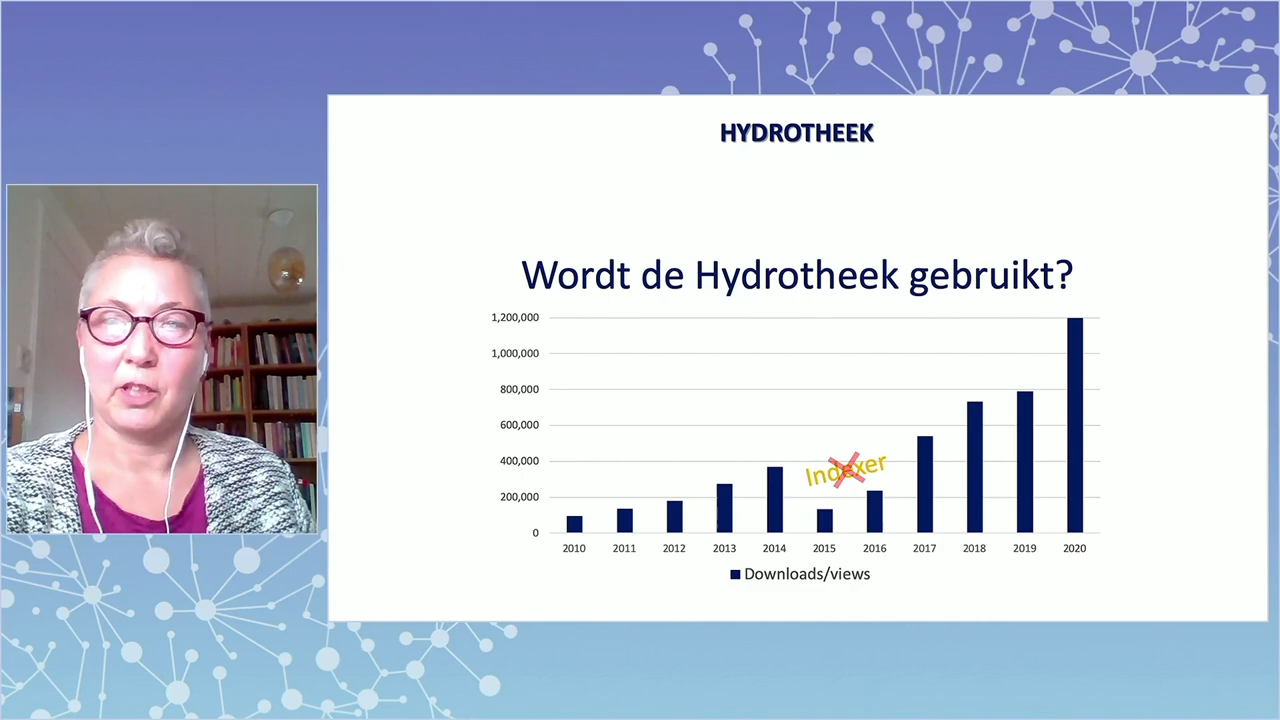 HYDROTHEEK
Wordt de Hydrotheek gebruikt?
1,200,000
1,000,000
800,000
600,000
400,000
200,000
0
Indexer
2010 2011 2012 2013 2014 2015 2016 2017 2018 2019 2020
Downloads/views